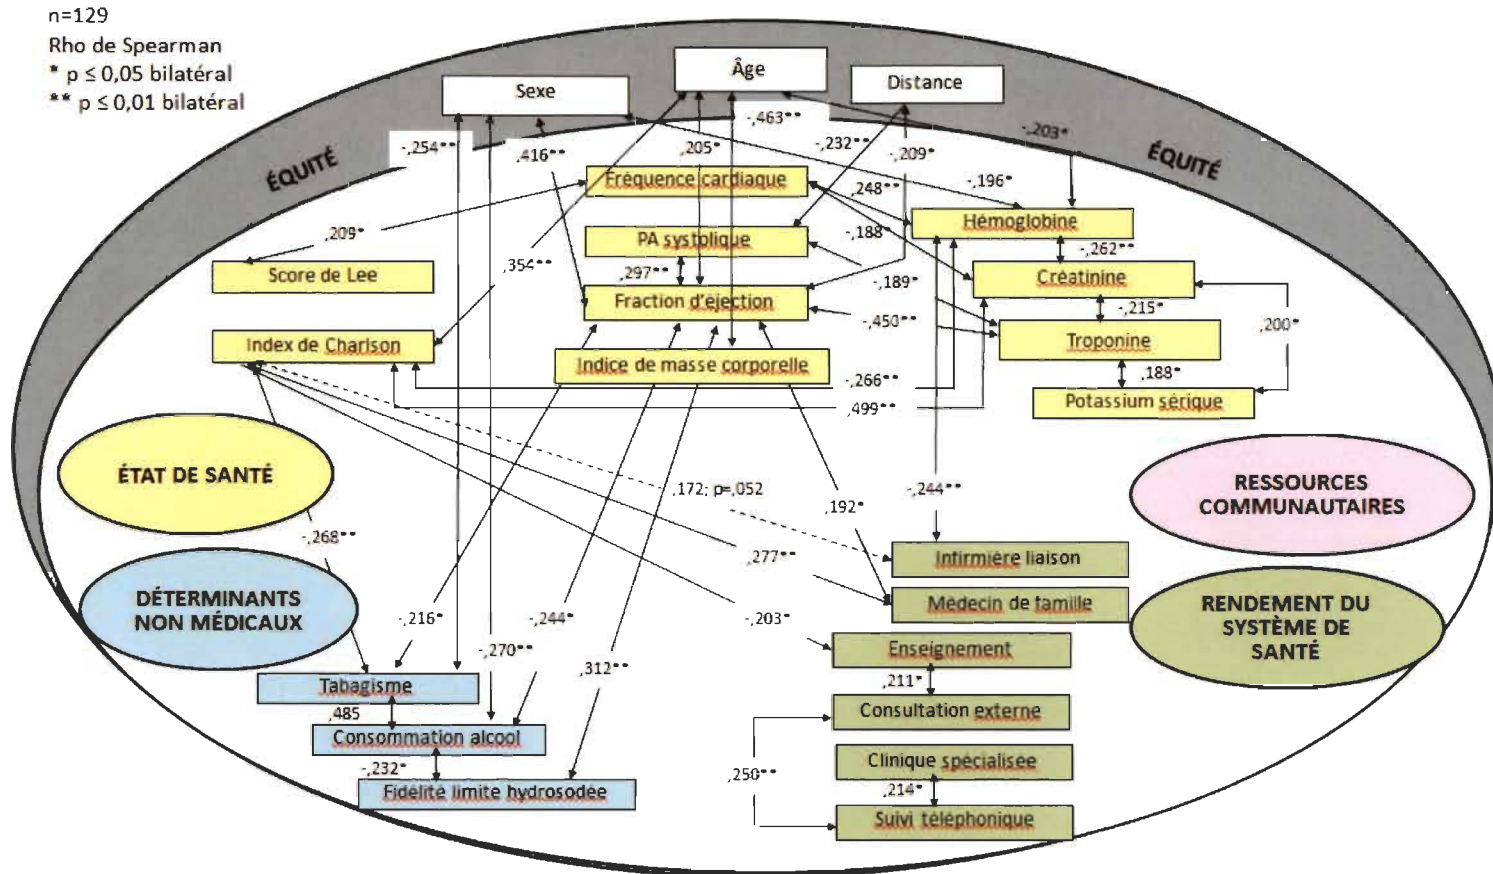 n=129
Rho de Spearman
* p ≤ 0,05 bilatéral
** p ≤ 0,01 bilatéral
Sexe
Âge
Distance
ÉQUITÉ
ÉQUITÉ
-,254**
,416**
,205*
-,463**
-,232**
-,209*
-,203*
Fréquence cardiaque
,248**
-,196*
Hémoglobine
,209*
,354**
PA systolique
-,188*
-,262**
Score de Lee
,297**
-,189*
Créatinine
Fraction d'éjection
-,450**
-,215*
,200*
Index de Charlson
Troponine
Indice de masse corporelle
-,266**
,188*
,499**
Potassium sérique
ÉTAT DE SANTÉ
RESSOURCES
COMMUNAUTAIRES
,172; p=,052
,192*
-,244**
-,268**
,277**
Infirmière liaison
DÉTERMINANTS
NON MÉDICAUX
Médecin de famille
RENDEMENT DU
SYSTÈME DE
SANTÉ
-,216*
-,244*
-,203*
Enseignement
-,270**
,312**
,211*
Tabagisme
,485
Consultation externe
Consommation alcool
-,232*
,250**
Clinique spécialisée
,214*
Fidélité limite hydrosodée
Suivi téléphonique